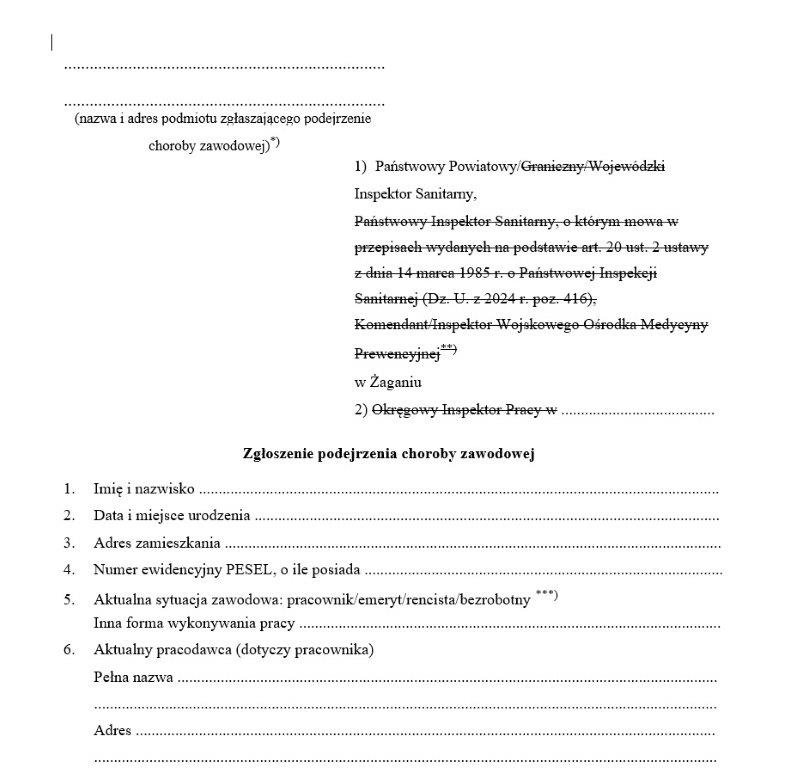 ......................................................................
......................................................................
(nazwa i adres podmiotu zgłaszającego podejrzenie
choroby zawodowej)*)
1) Państwowy Powiatowy/Graniczny/Wojewódzki
Inspektor Sanitarny,
Państwowy Inspektor Sanitarny, o którym mowa w
przepisach wydanych na podstawie art. 20 ust. 2 ustawy
z dnia 14 marca 1985 r. o Państwowej Inspekcji
Sanitarnej (Dz. U. z 2024 r. poz. 416),
Komendant/Inspektor Wojskowego Ośrodka Medycyny
Prewencyjnej**)
w Żaganiu
2) Okręgowy Inspektor Pracy w ........................................
Zgłoszenie podejrzenia choroby zawodowej
1. Imię i nazwisko ........................................
2. Data i miejsce urodzenia ........................................
3. Adres zamieszkania ........................................
4. Numer ewidencyjny PESEL, o ile posiada ........................................
5. Aktualna sytuacja zawodowa: pracownik/emeryt/rencista/bezrobotny ***)
Inna forma wykonywania pracy ........................................
6. Aktualny pracodawca (dotyczy pracownika)
Pełna nazwa ........................................
........................................
Adres ........................................
........................................